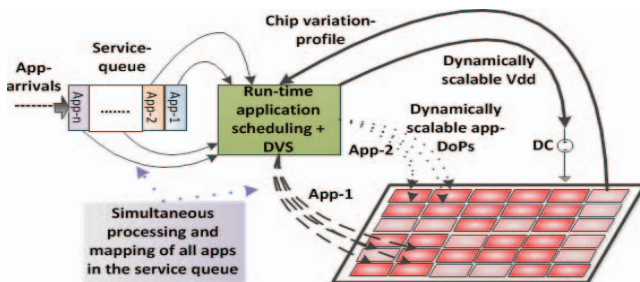 Chip variation-
profile
Service-
queue
App-
arrivals
App-n
.......
App-2
App-1
Run-time
application
scheduling +
DVS
Dynamically
scalable Vdd
Dynamically
scalable app-
DoPs
DC
App-2
App-1
Simultaneous
processing and
mapping of all apps
in the service queue